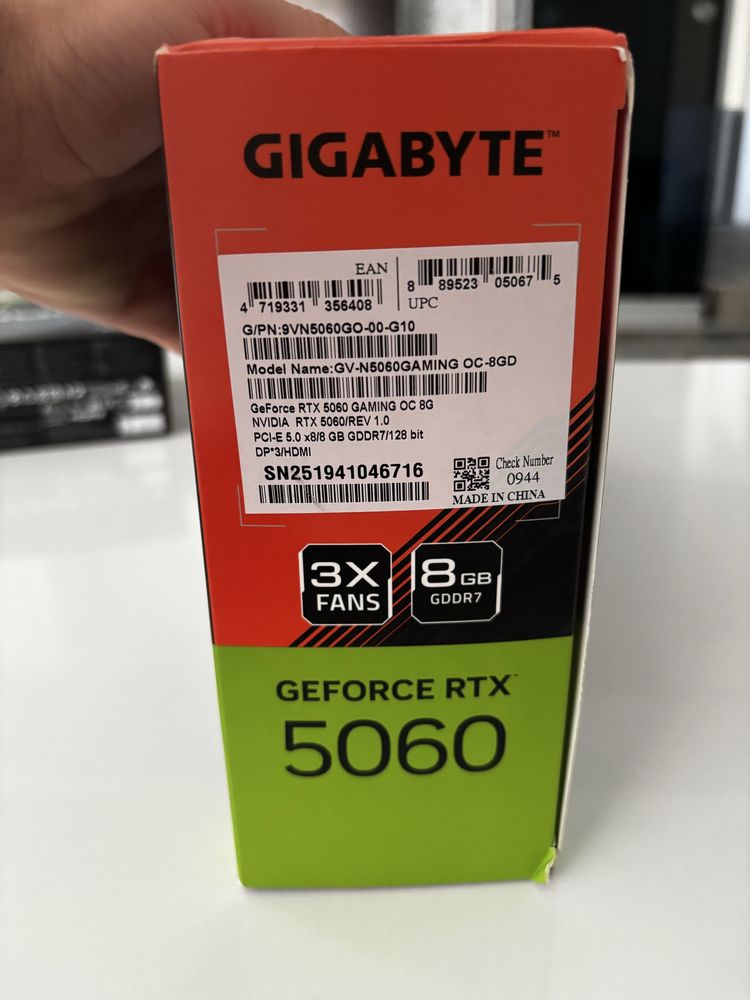 GIGABYTE™
EAN
4 719331 356408
8 89523 05067 5
UPC
G/PN:9VN5060GO-00-G10
Model Name:GV-N5060GAMING OC-8GD
GeForce RTX 5060 GAMING OC 8G
NVIDIA RTX 5060/REV 1.0
PCI-E 5.0 x8/8 GB GDDR7/128 bit
DP*3/HDMI
SN251941046716
Check Number
0944
MADE IN CHINA
3X
FANS
8GB
GDDR7
GEFORCE RTX™
5060